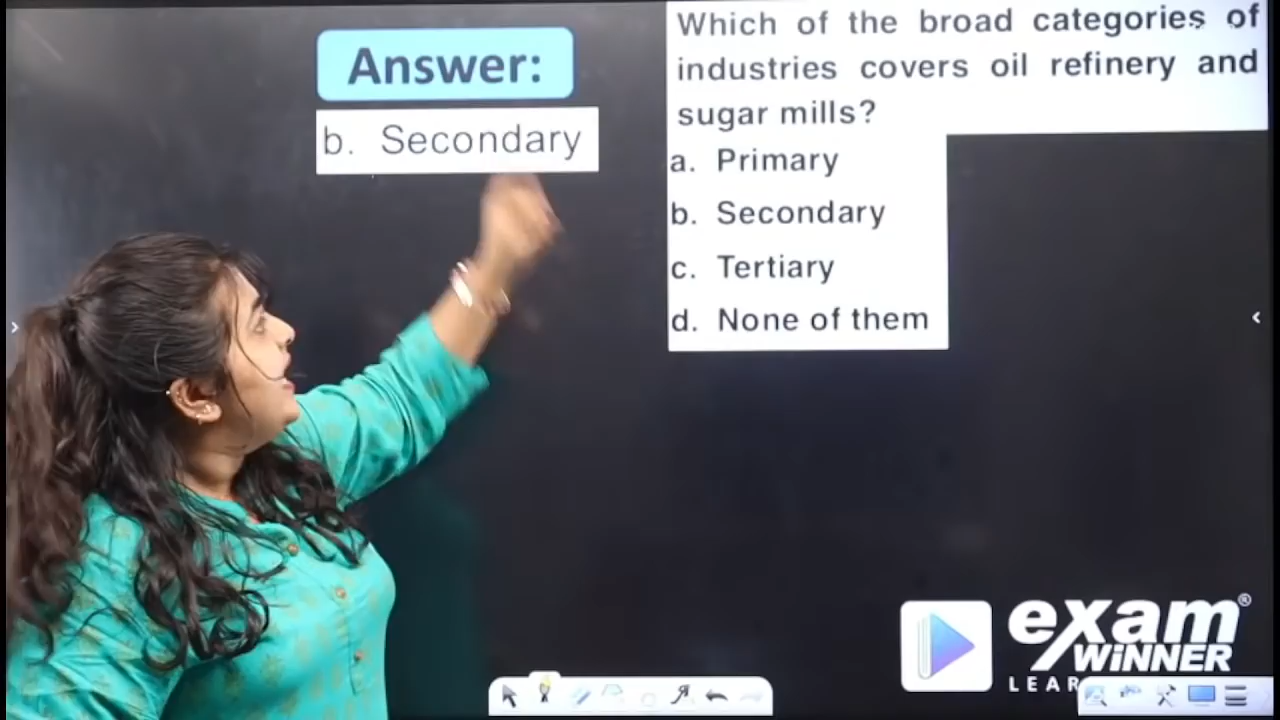 Answer:
b. Secondary
Which of the broad categories of
industries covers oil refinery and
sugar mills?
a. Primary
b. Secondary
c. Tertiary
d. None of them
exam
WiNNER
LEAR